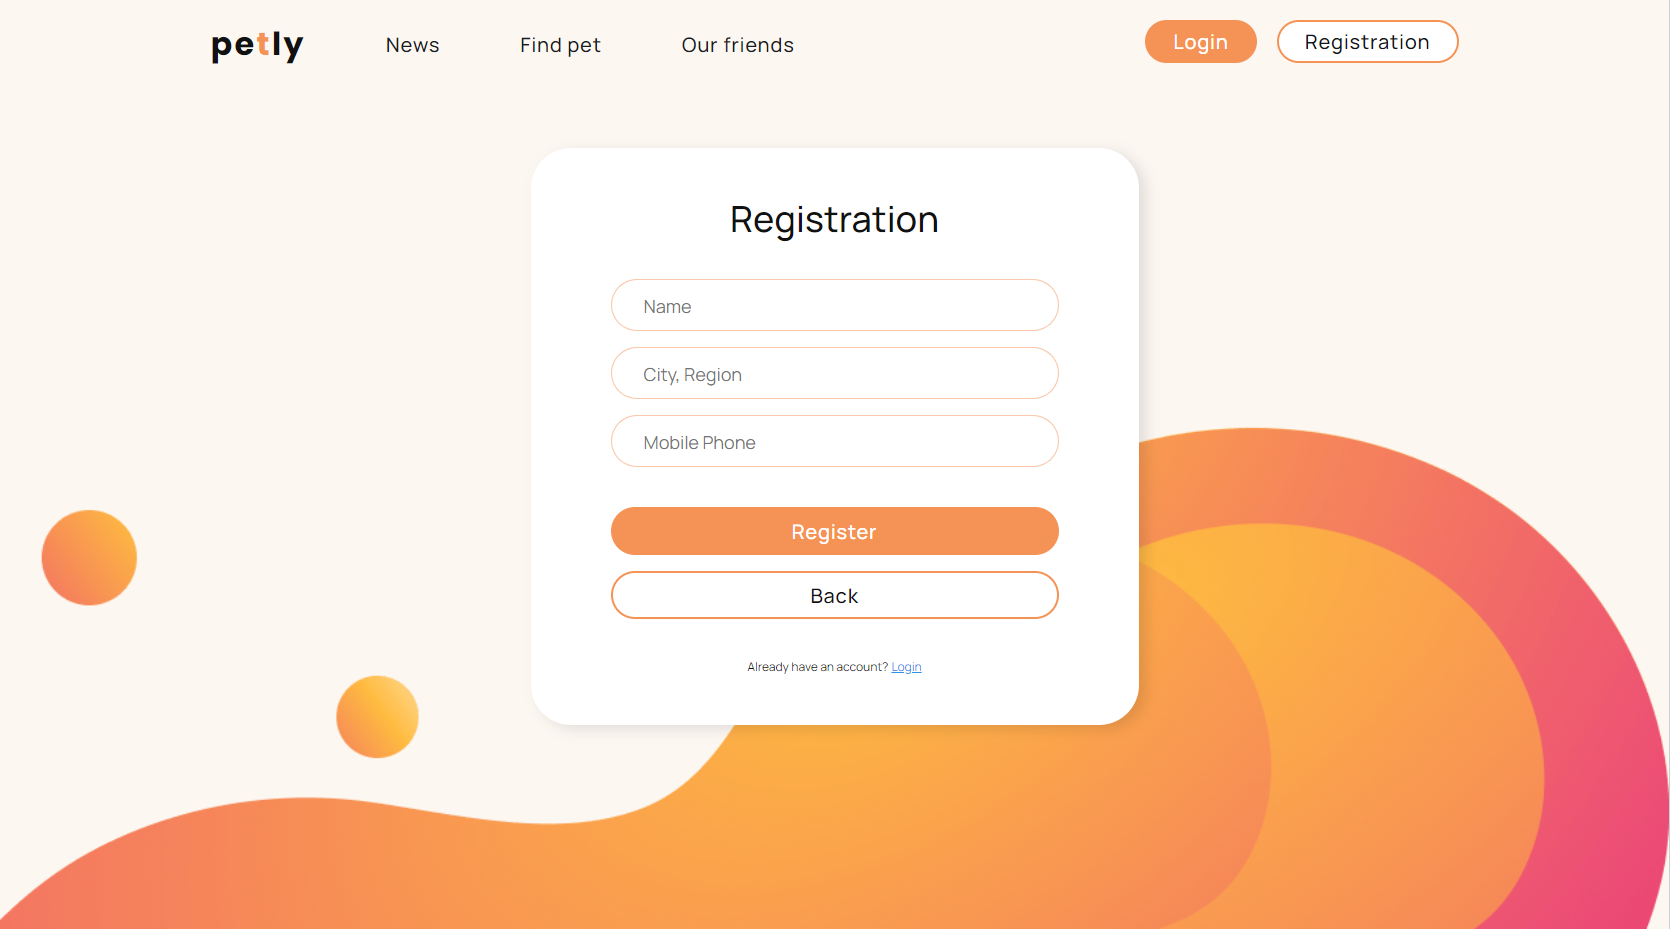 petly News Find pet Our friends Login Registration
Registration
Name
City, Region
Mobile Phone
Register
Back
Already have an account? Login